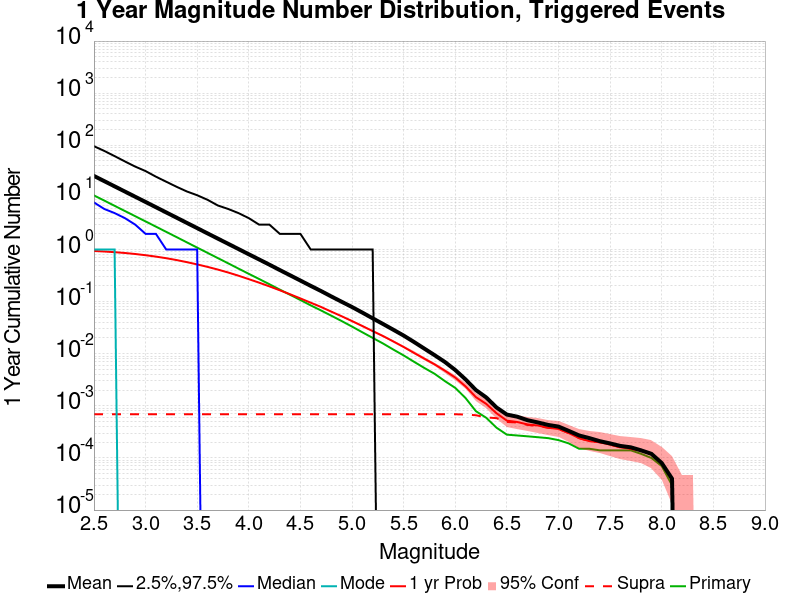 1 Year Magnitude Number Distribution, Triggered Events
1 Year Cumulative Number
10^4
10^3
10^2
10^1
10^0
10^-1
10^-2
10^-3
10^-4
10^-5
2.5 3.0 3.5 4.0 4.5 5.0 5.5 6.0 6.5 7.0 7.5 8.0 8.5 9.0
Magnitude
Mean 2.5%,97.5% Median Mode 1 yr Prob 95% Conf Supra Primary